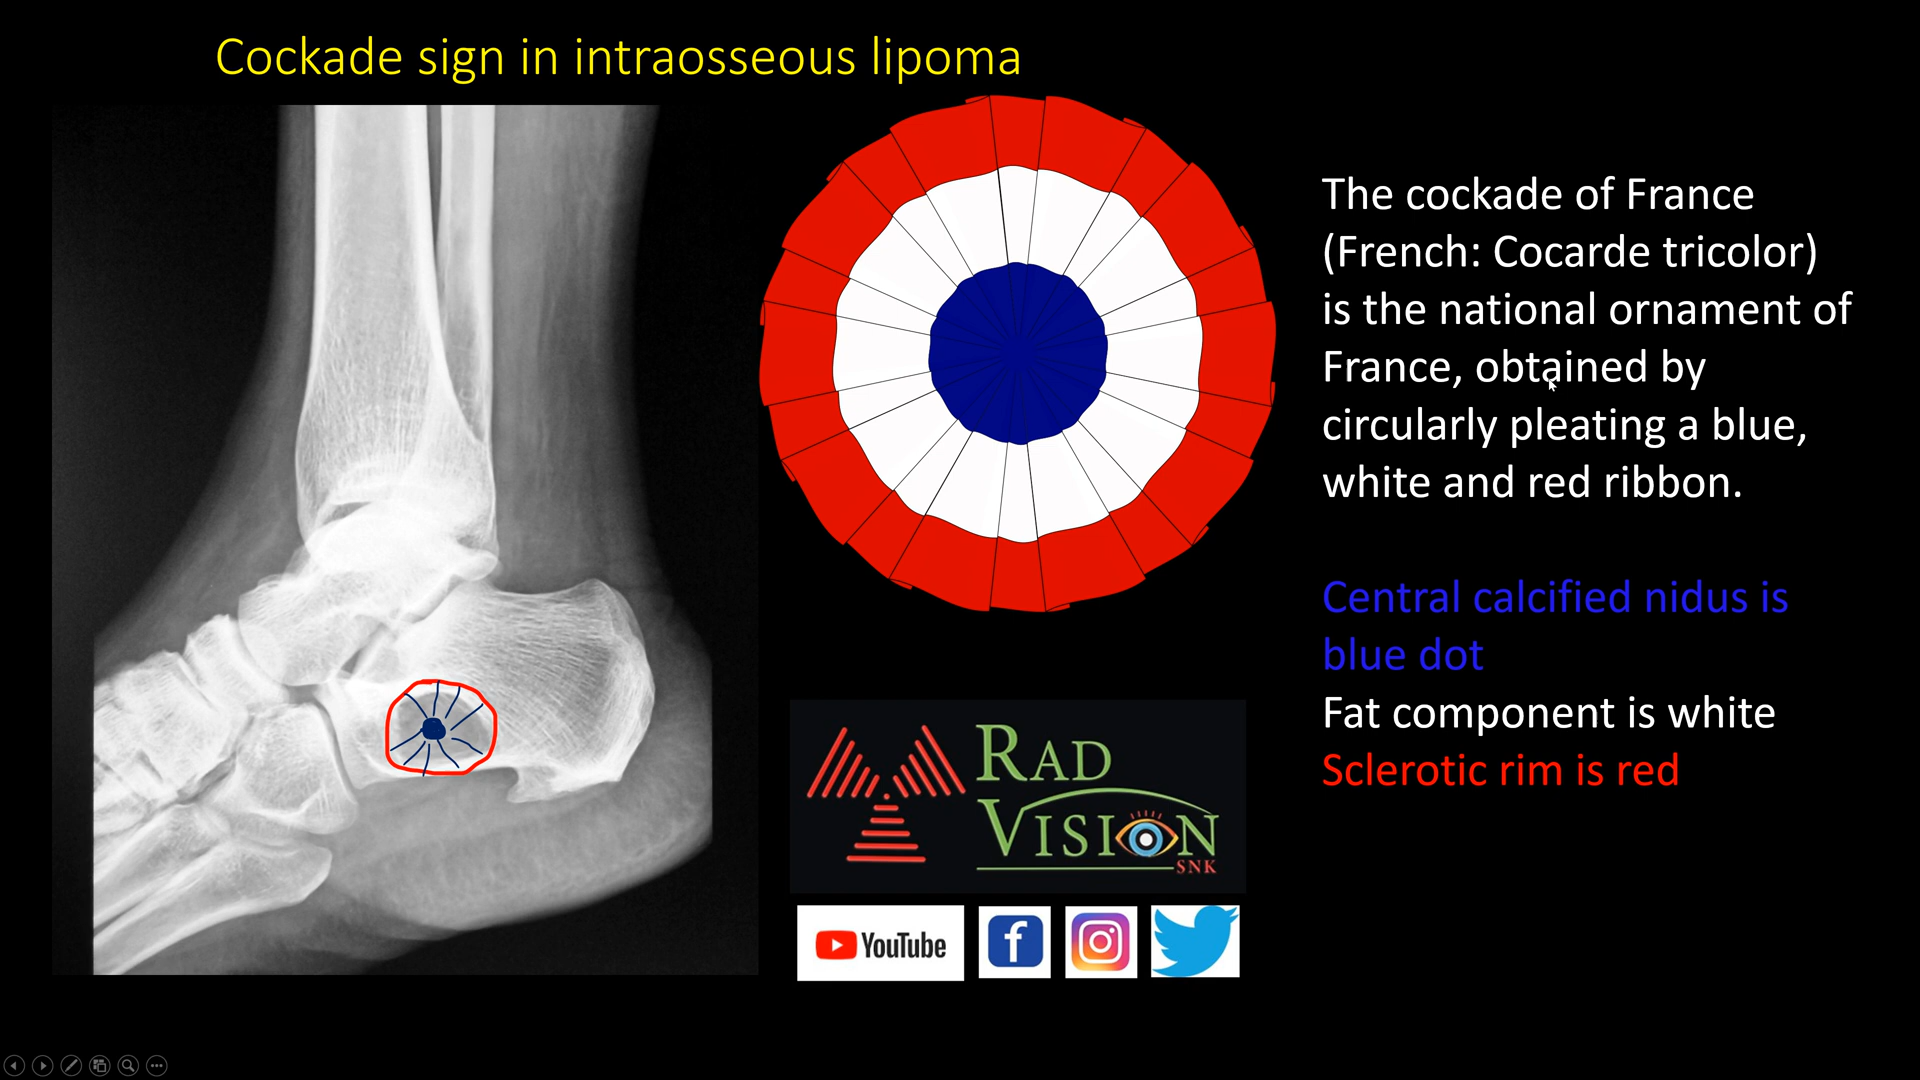 Cockade sign in intraosseous lipoma
The cockade of France
(French: Cocarde tricolor)
is the national ornament of
France, obtained by
circularly pleating a blue,
white and red ribbon.
Central calcified nidus is
blue dot
Fat component is white
Sclerotic rim is red
RAD
VISION
SNK
YouTube
f